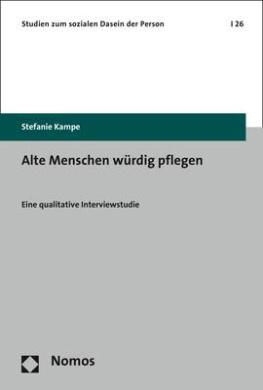 Studien zum sozialen Dasein der Person | 26
Stefanie Kampe
Alte Menschen würdig pflegen
Eine qualitative Interviewstudie
Nomos